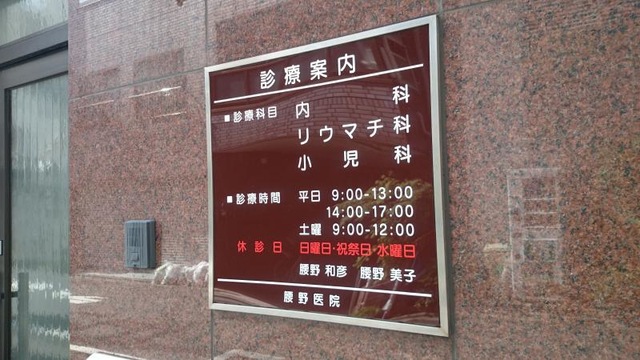 診療案内
■診療科目 内科
リウマチ科
小児科
■診療時間 平日 9:00-13:00
14:00-17:00
土曜 9:00-12:00
休診日 日曜日・祝祭日・水曜日
腰野 和彦 腰野 美子
腰野医院